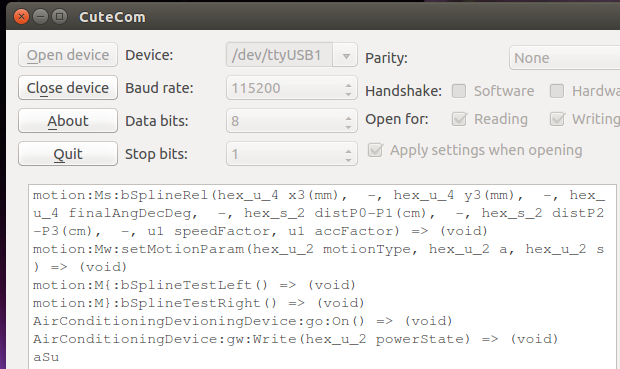 CuteCom
Open device Device: /dev/ttyUSB1 Parity: None
Close device Baud rate: 115200 Handshake: Software Hardwa
About Data bits: 8 Open for: Reading Writing
Quit Stop bits: 1 Apply settings when opening
motion:Ms:bSplineRel(hex_u_4 x3(mm), -, hex_u_4 y3(mm), -, hex_
u_4 finalAngDecDeg, -, hex_s_2 distP0-P1(cm), -, hex_s_2 distP2
-P3(cm), -, u1 speedFactor, u1 accFactor) => (void)
motion:Mw:setMotionParam(hex_u_2 motionType, hex_u_2 a, hex_u_2 s
) => (void)
motion:M{:bSplineTestLeft() => (void)
motion:M}:bSplineTestRight() => (void)
AirConditioningDevioningDevice:go:On() => (void)
AirConditioningDevice:gw:Write(hex_u_2 powerState) => (void)
aSu